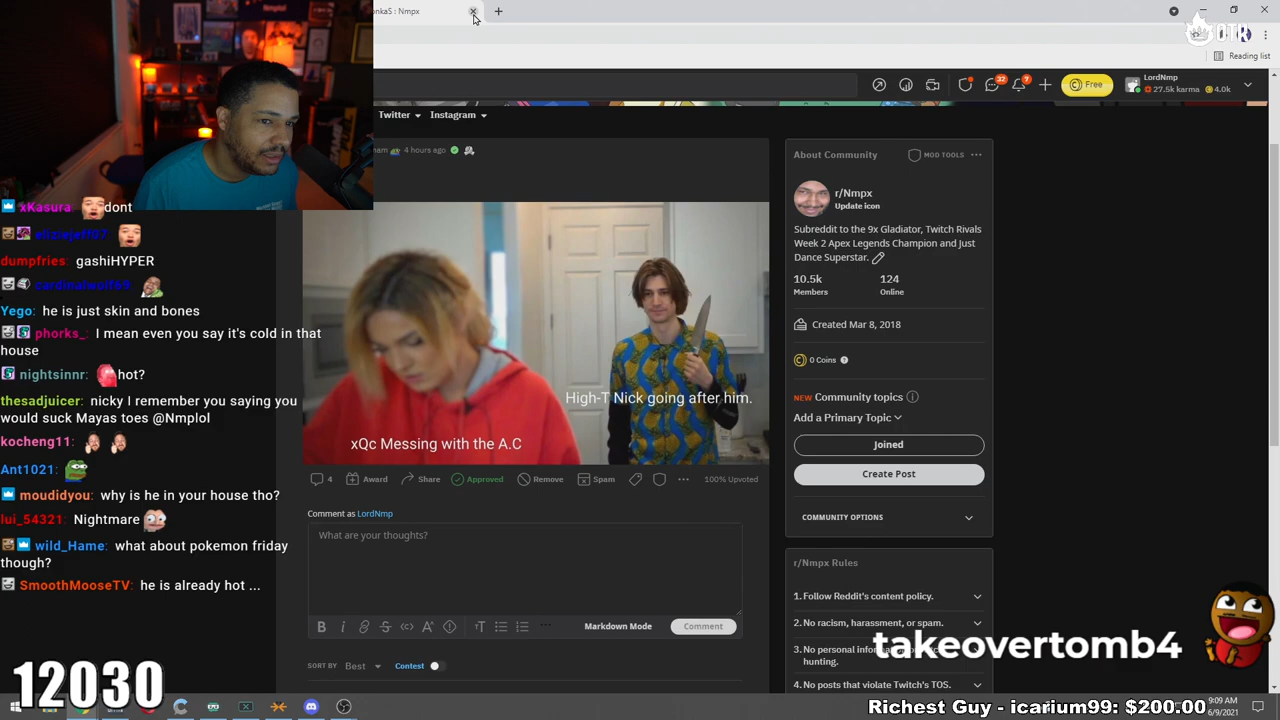 onkaS : Nmpx
OTK
Reading list
32
7
Free
LordNmp
27.5k karma
4.0k
Twitter
Instagram
4 hours ago
About Community
MOD TOOLS
r/Nmpx
Update icon
Subreddit to the 9x Gladiator, Twitch Rivals
Week 2 Apex Legends Champion and Just
Dance Superstar.
10.5k
124
Members
Online
Created Mar 8, 2018
0 Coins
NEW Community topics
Add a Primary Topic
Joined
Create Post
COMMUNITY OPTIONS
r/Nmpx Rules
1. Follow Reddit's content policy.
2. No racism, harassment, or spam.
3. No personal
hunting.
4. No posts that violate Twitch's TOS.
High-T Nick going after him.
xQc Messing with the A.C
4
Award
Share
Approved
Remove
Spam
100% Upvoted
Comment as LordNmp
What are your thoughts?
Markdown Mode
Comment
SORT BY
Best
Contest
xKasura: dont
eliziejeff07
dumpfries: gashiHYPER
cardinalwolf65
Yego: he is just skin and bones
phorks_: I mean even you say it's cold in that
house
nightsinnr: hot?
thesadjuicer: nicky I remember you saying you
would suck Mayas toes @Nmplol
kocheng11:
Ant1021:
moudidyou: why is he in your house tho?
lui_54321: Nightmare
wild_Hame: what about pokemon friday
though?
SmoothMooseTV: he is already hot ...
takeovertomb4
12030
Richest Guy - icarium99: $200.00
9:09 AM
6/9/2021